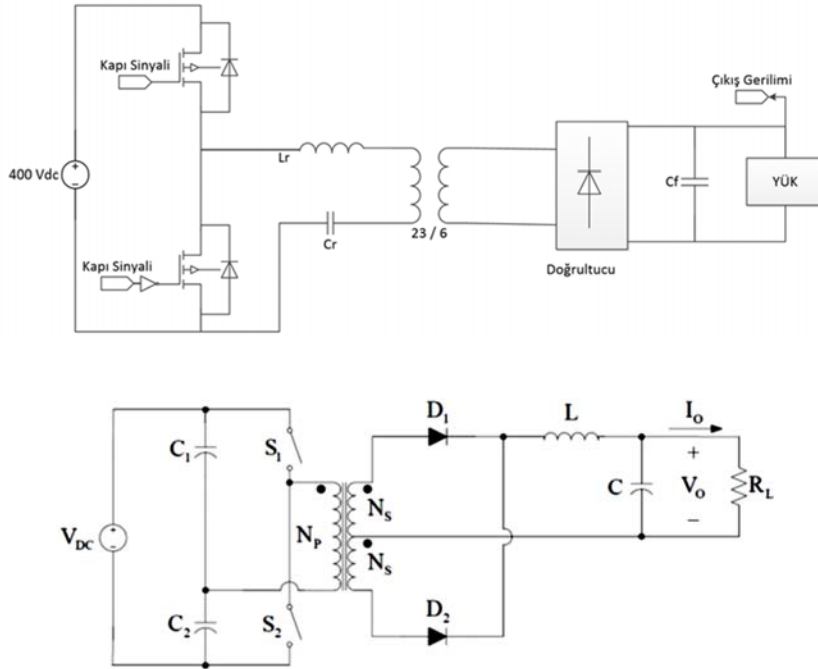 Kapı Sinyali
Çıkış Gerilimi
400 Vdc
Lr
Cr
23 / 6
Cf
YÜK
Kapı Sinyali
Doğrultucu
D1
L
Io
C1
S1
+
VDC
NP
NS
NS
C
Vo
RL
−
C2
S2
D2